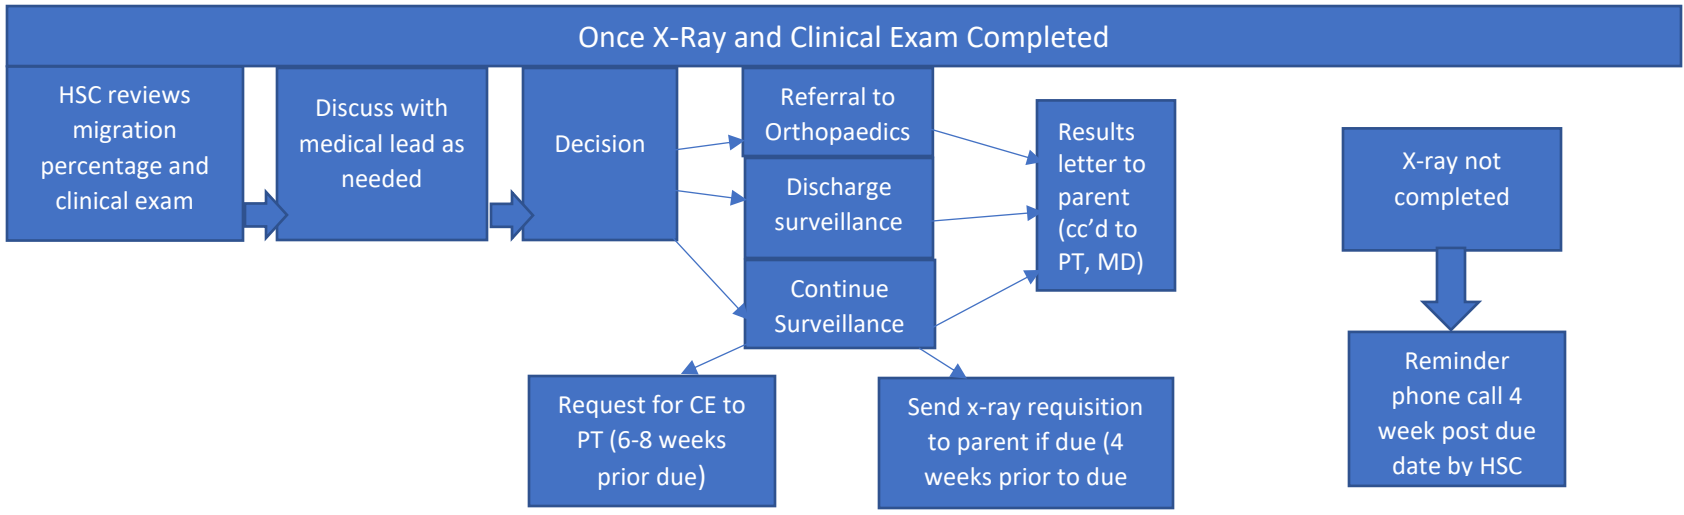 Once X-Ray and Clinical Exam Completed
HSC reviews
migration
percentage and
clinical exam
Discuss with
medical lead as
needed
Decision
Referral to
Orthopaedics
Discharge
surveillance
Continue
Surveillance
Results
letter to
parent
(cc’d to
PT, MD)
Request for CE to
PT (6-8 weeks
prior due)
Send x-ray requisition
to parent if due (4
weeks prior to due
X-ray not
completed
Reminder
phone call 4
week post due
date by HSC